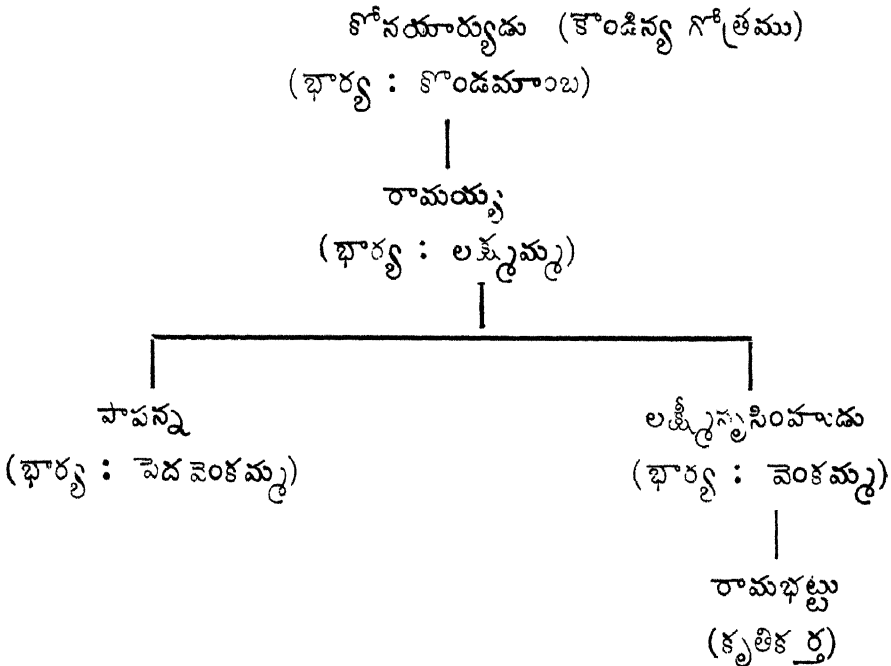 కోనయార్యుడు (కౌండిన్య గోత్రము)
(భార్య : కొండమాంబ)
రామయ్య
(భార్య : లక్ష్మమ్మ)
పాపన్న
(భార్య : పెద వెంకమ్మ)
లక్ష్మీనృసింహుడు
(భార్య : వెంకమ్మ)
రామభట్టు
(కృతికర్త)